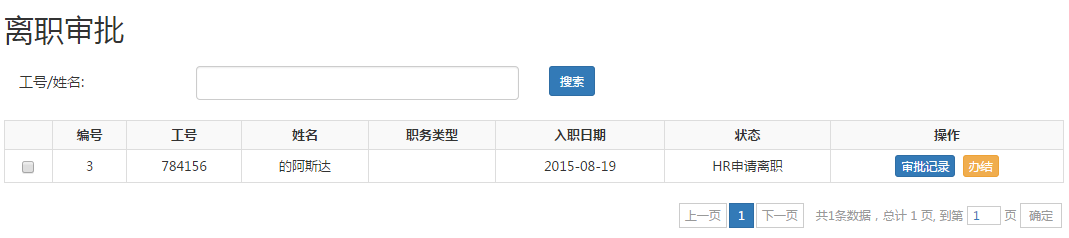 离职审批
工号/姓名: 搜索
编号 工号 姓名 职务类型 入职日期 状态 操作
3 784156 的阿斯达 2015-08-19 HR申请离职 审批记录 办结
上一页 1 下一页 共1条数据，总计 1 页, 到第 1 页 确定